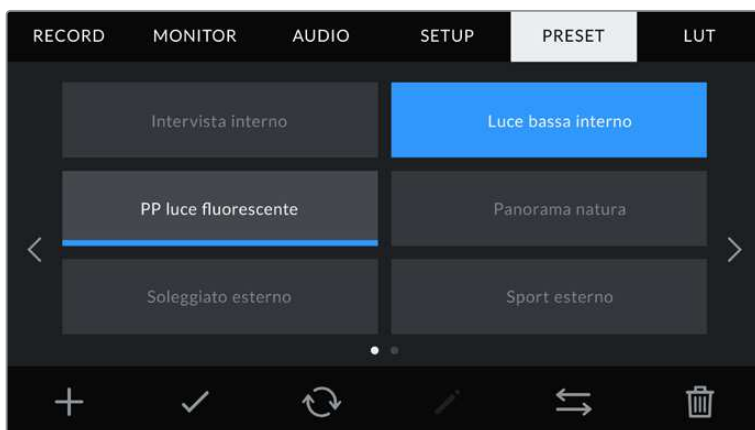 RECORD MONITOR AUDIO SETUP PRESET LUT
Intervista interno Luce bassa interno
PP luce fluorescente Panorama natura
Soleggiato esterno Sport esterno